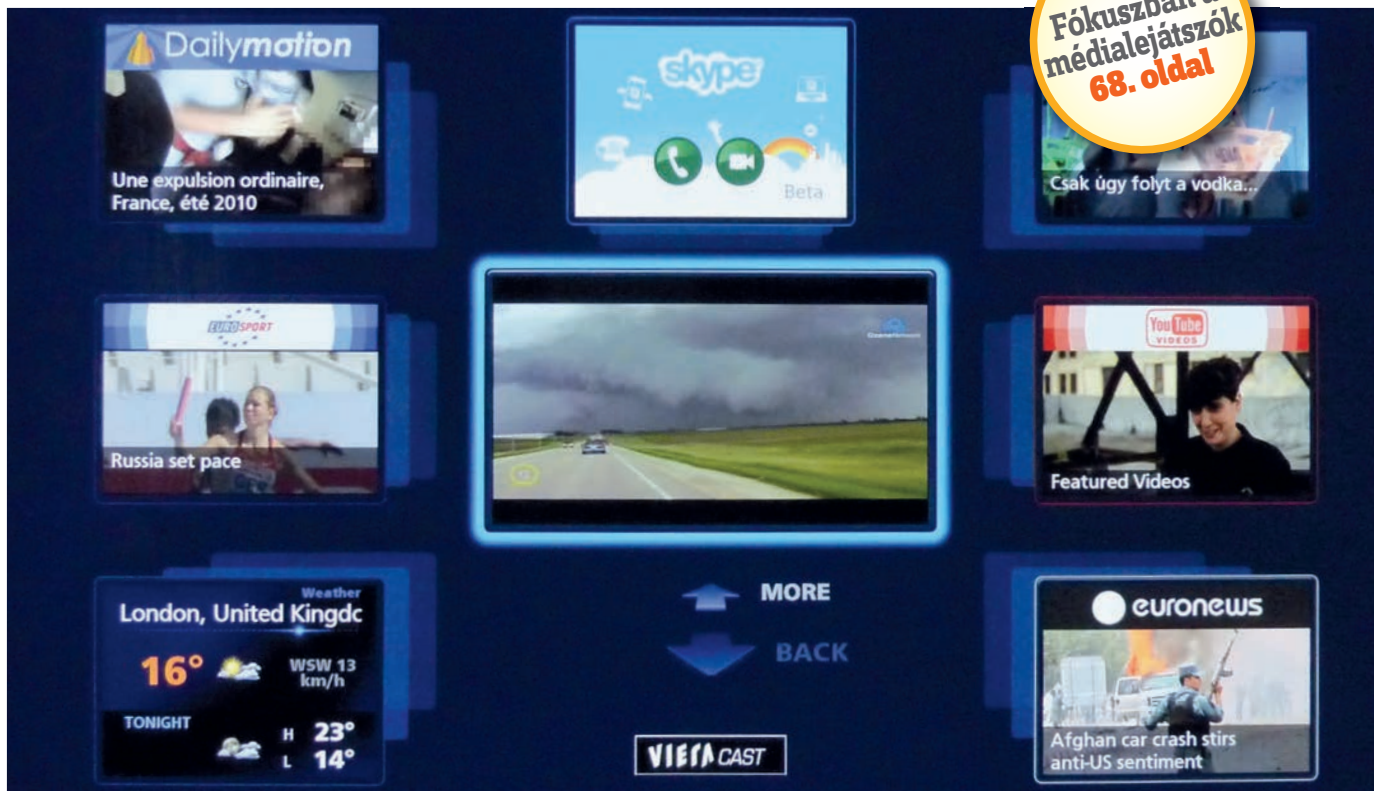 Dailymotion
Une expulsion ordinaire,
France, été 2010
skype
Beta
Fókuszban a
médialejátszók
68. oldal
Csak úgy folyt a vodka...
EUROSPORT
Russia set pace
You Tube
VIDEOS
Featured Videos
Weather
London, United Kingdc
16°
WSW 13
km/h
TONIGHT
H 23°
L 14°
MORE
BACK
VIERA CAST
euronews
Afghan car crash stirs
anti-US sentiment